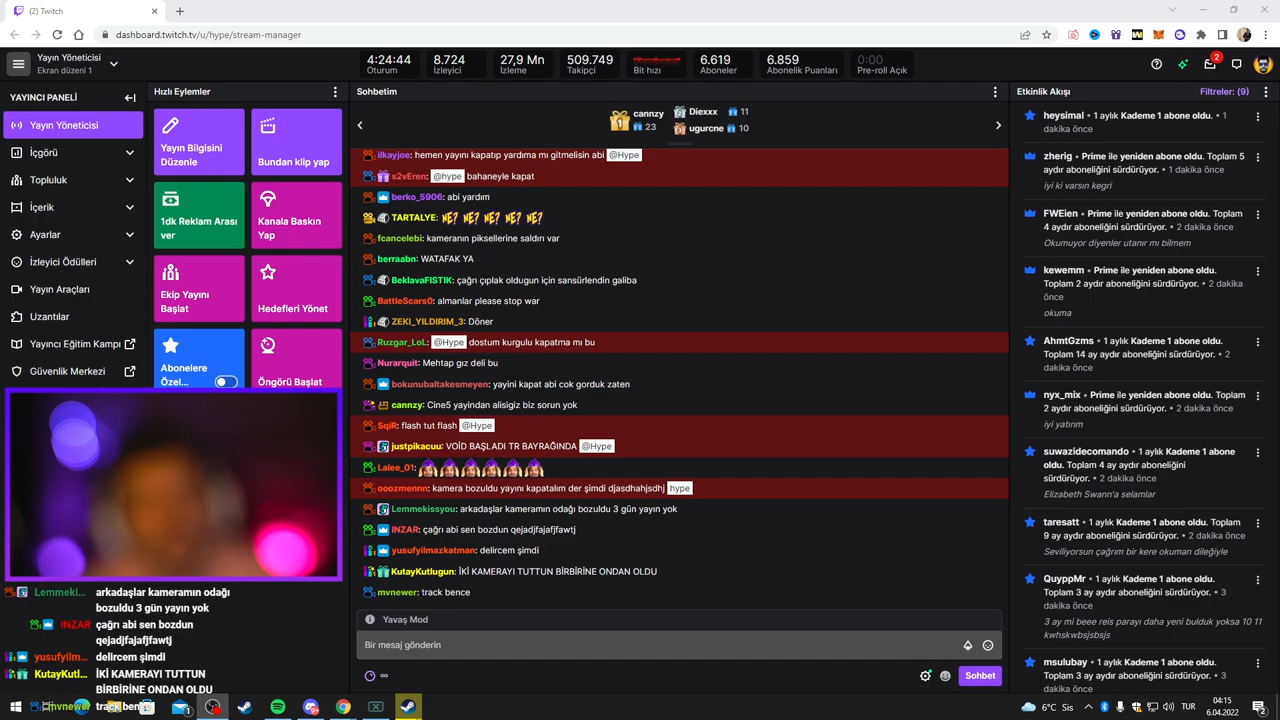 (2) Twitch
dashboard.twitch.tv/u/hype/stream-manager
Yayın Yöneticisi
Ekran düzeni 1
4:24:44
Oturum
8.724
İzleyici
27,9 Mn
İzleme
509.749
Takipçi
Bit hızı
6.619
Aboneler
6.859
Abonelik Puanları
0:00
Pre-roll Açık
2
YAYINCI PANELİ
Yayın Yöneticisi
İçgörü
Topluluk
İçerik
Ayarlar
İzleyici Ödülleri
Yayın Araçları
Uzantılar
Yayıncı Eğitim Kampı
Güvenlik Merkezi
Hızlı Eylemler
Yayın Bilgisini
Düzenle
Bundan klip yap
1dk Reklam Arası
ver
Kanala Baskın
Yap
Ekip Yayını
Başlat
Hedefleri Yönet
Abonelere
Özel...
Öngörü Başlat
Sohbetim
1
cannzy
23
Diexxx 11
ugurcne 10
ilkayjoe: hemen yayını kapatıp yardıma mı gitmelisin abi @Hype
s2vEren: @hype bahaneyle kapat
berko_5906: abi yardım
TARTALYE: NE? NE? NE? NE? NE?
fcancelebi: kameranın piksellerine saldırı var
berraabn: WATAFAK YA
BeklavaFISTIK: çağrı çıplak oldugun için sansürlendin galiba
BattleScars0: almanlar please stop war
ZEKI_YILDIRIM_3: Döner
Ruzgar_LoL: @Hype dostum kurgulu kapatma mı bu
Nurarquit: Mehtap gız deli bu
bokunubaltakesmeyen: yayini kapat abi cok gorduk zaten
cannzy: Cine5 yayindan alisigiz biz sorun yok
SqiR: flash tut flash @Hype
justpikacuu: VOİD BAŞLADI TR BAYRAĞINDA @Hype
Lalee_01:
ooozmennn: kamera bozuldu yayını kapatalım der şimdi djasdhahjsdhj hype
Lemmekissyou: arkadaşlar kameramın odağı bozuldu 3 gün yayın yok
INZAR: çağrı abi sen bozdun qejadjfajafjfawtj
yusufyilmazkatman: delircem şimdi
KutayKutlugun: İKİ KAMERAYI TUTTUN BİRBİRİNE ONDAN OLDU
mvnewer: track bence
Yavaş Mod
Bir mesaj gönderin
∞
Sohbet
Etkinlik Akışı
Filtreler: (9)
heysimal • 1 aylık Kademe 1 abone oldu. • 1
dakika önce
zherig • Prime ile yeniden abone oldu. Toplam 5
aydır aboneliğini sürdürüyor. • 1 dakika önce
iyi ki varsın kegri
FWEien • Prime ile yeniden abone oldu. Toplam
4 aydır aboneliğini sürdürüyor. • 2 dakika önce
Okumuyor diyenler utanır mı bilmem
kewemm • Prime ile yeniden abone oldu.
Toplam 2 aydır aboneliğini sürdürüyor. • 2 dakika
önce
okuma
AhmtGzms • 1 aylık Kademe 1 abone oldu.
Toplam 14 ay aydır aboneliğini sürdürüyor. • 2
dakika önce
nyx_mix • Prime ile yeniden abone oldu. Toplam
2 aydır aboneliğini sürdürüyor. • 2 dakika önce
iyi yatırım
suwazidecomando • 1 aylık Kademe 1 abone
oldu. Toplam 4 ay aydır aboneliğini
sürdürüyor. • 2 dakika önce
Elizabeth Swann'a selamlar
taresatt • 1 aylık Kademe 1 abone oldu. Toplam
9 ay aydır aboneliğini sürdürüyor. • 2 dakika önce
Seviliyorsun çağrım bir kere okuman dileğiyle
QuyppMr • 1 aylık Kademe 1 abone oldu.
Toplam 3 ay aydır aboneliğini sürdürüyor. • 3
dakika önce
3 ay mi beee reis parayı daha yeni bulduk yoksa 10 11
kwhskwbsjsbsjs
msulubay • 1 aylık Kademe 1 abone oldu.
Toplam 3 ay aydır aboneliğini sürdürüyor. • 3
dakika önce
Lemmeki... arkadaşlar kameramın odağı
bozuldu 3 gün yayın yok
INZAR çağrı abi sen bozdun
qejadjfajafjfawtj
yusufyılm... delircem şimdi
KutayKutl... İKİ KAMERAYI TUTTUN
BİRBİRİNE ONDAN OLDU
mvnewer track ben
1
6°C Sis
TUR
04:15
6.04.2022
2